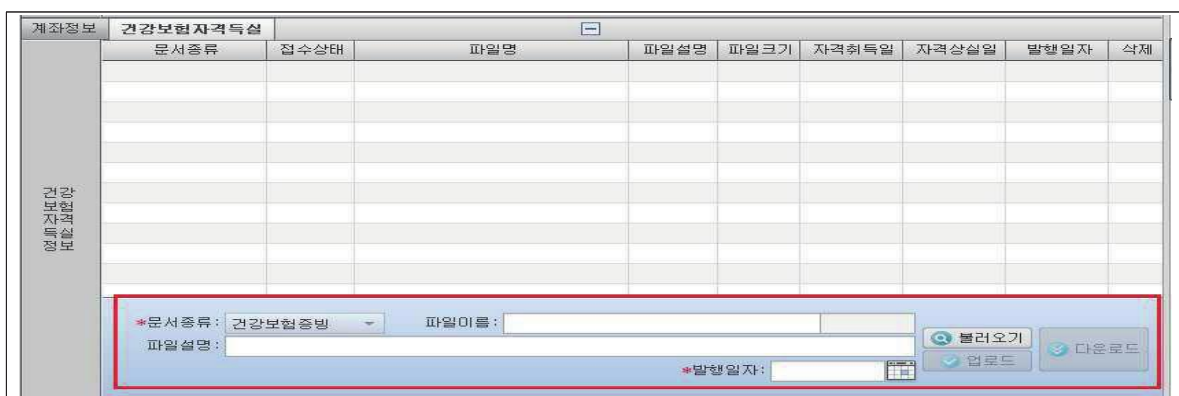 계좌정보 건강보험자격득실
문서종류 접수상태 파일명 파일설명 파일크기 자격취득일 자격상실일 발행일자 삭제
건강
보험
자격
득실
정보
*문서종류: 건강보험증빙 파일이름:
불러오기
다운로드
파일설명:
업로드
*발행일자: